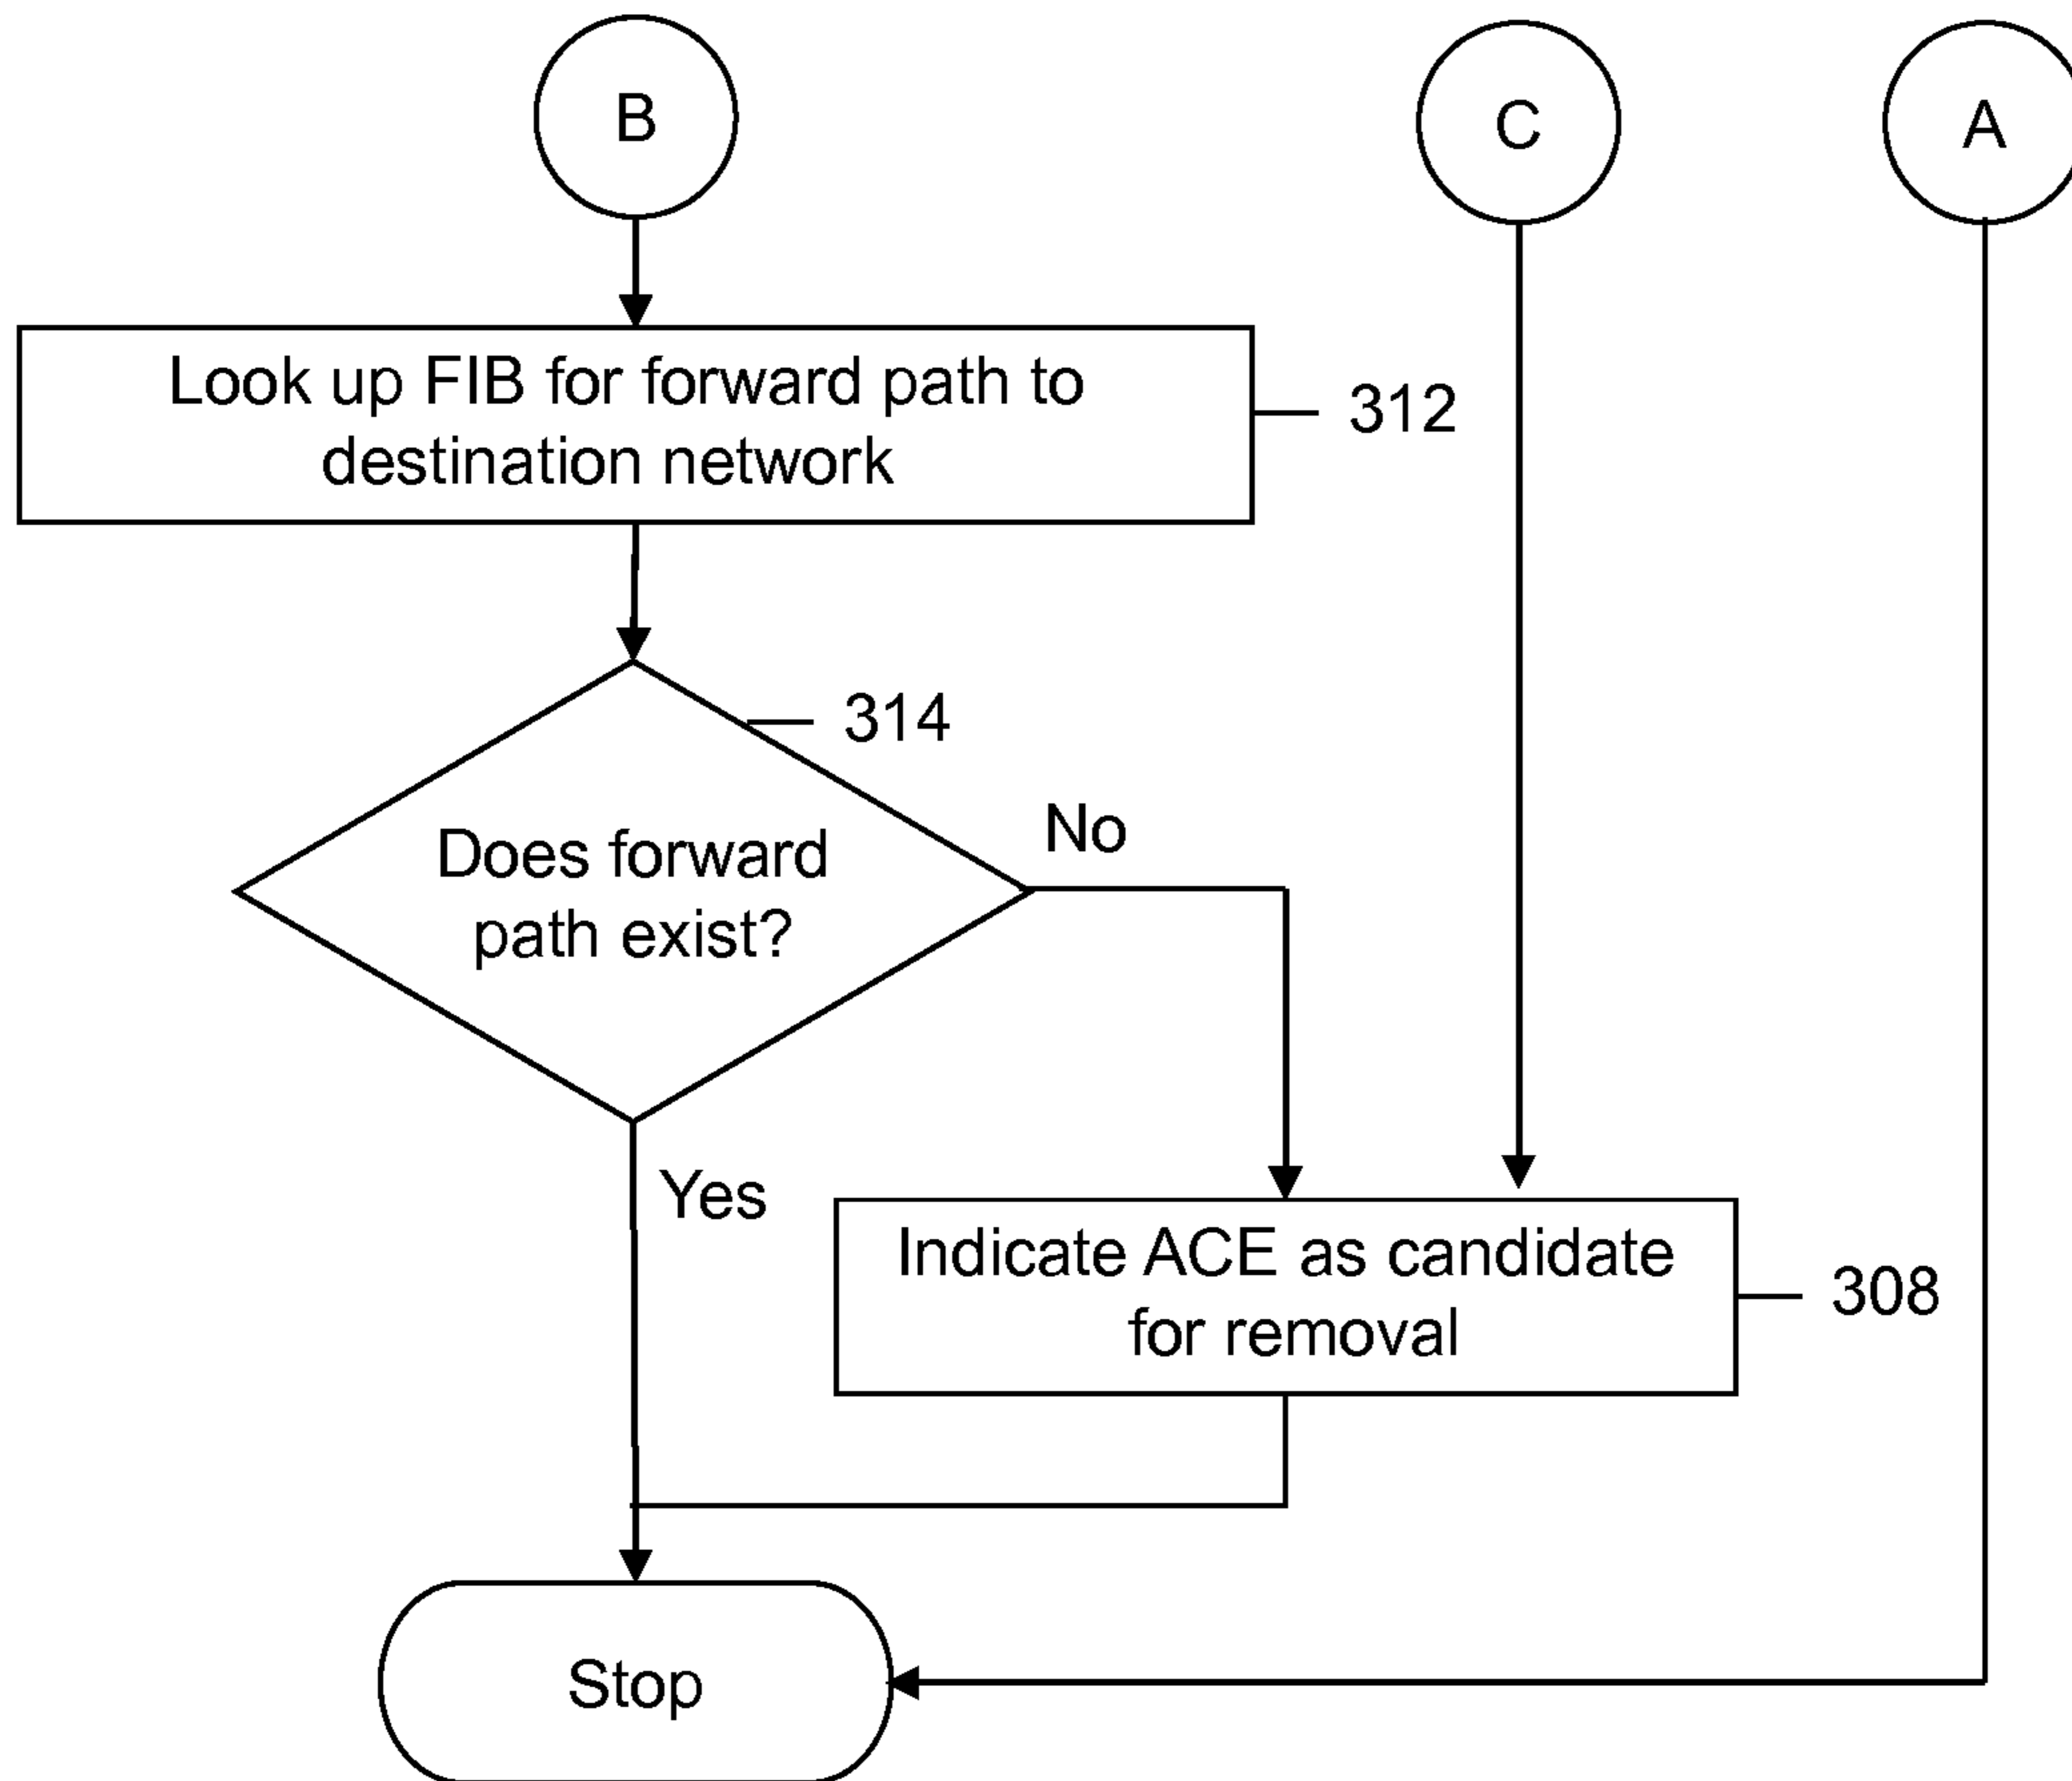 B
C
A
Look up FIB for forward path to
destination network
312
314
Does forward
path exist?
No
Yes
Indicate ACE as candidate
for removal
308
Stop